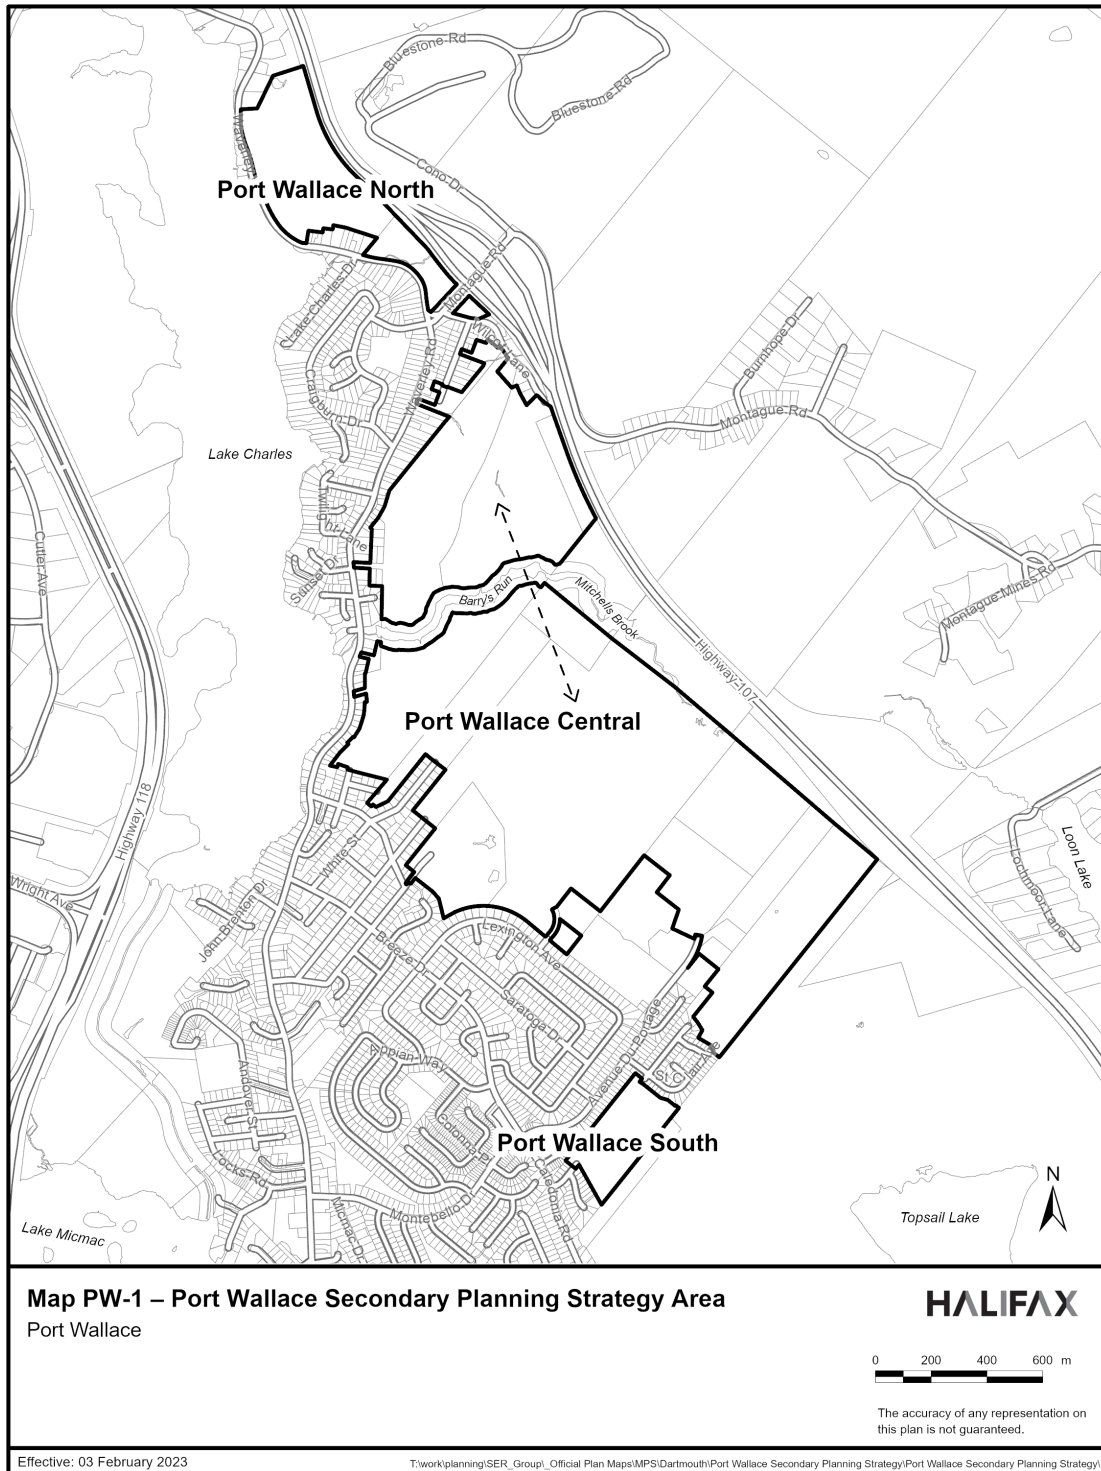 Bluestone Rd
Bluestone Rd
Waverley
Cono Dr
Port Wallace North
Montague Rd
Lake Charles Dr
Wilcot Lane
Waverley Rd
Craigburn Dr
Burnhope Dr
Montague Rd
Lake Charles
Twilight Lane
Cutler Ave
Sunset Dr
Barry's Run
Mitchells Brook
Montague Mines Rd
Highway 107
Port Wallace Central
Highway 118
White St
Loon Lake
Lochmoor Lane
Wright Ave
John Brenton Dr
Breeze Dr
Lexington Ave
Saratoga Dr
Avenue Du Portage
Appian Way
St Clair Ave
Andover St
Colonna Dr
Port Wallace South
Locks Rd
Caledonia Rd
Montebello Dr
Micmac Dr
N
Topsail Lake
Lake Micmac
Map PW-1 – Port Wallace Secondary Planning Strategy Area
Port Wallace
HALIFAX
0 200 400 600 m
The accuracy of any representation on
this plan is not guaranteed.
Effective: 03 February 2023
T:\work\planning\SER_Group\_Official Plan Maps\MPS\Dartmouth\Port Wallace Secondary Planning Strategy\Port Wallace Secondary Planning Strategy\